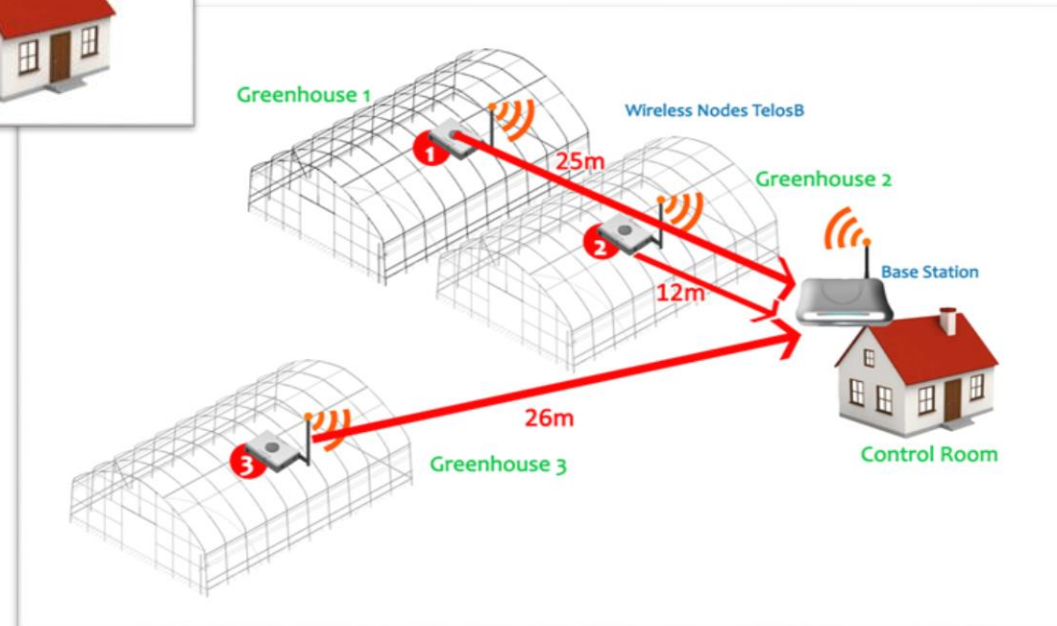 Greenhouse 1
Wireless Nodes TelosB
1
25m
Greenhouse 2
2
Base Station
12m
26m
Control Room
3
Greenhouse 3